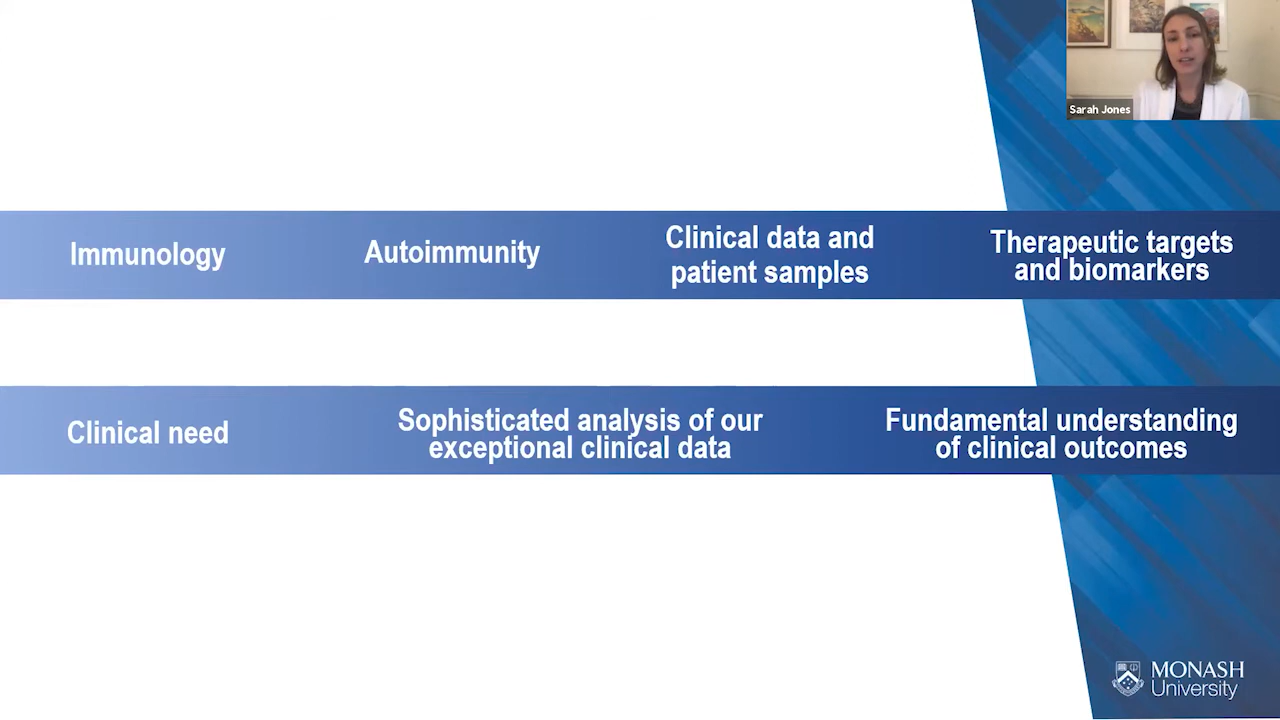 Sarah Jones
Immunology
Autoimmunity
Clinical data and
patient samples
Therapeutic targets
and biomarkers
Clinical need
Sophisticated analysis of our
exceptional clinical data
Fundamental understanding
of clinical outcomes
MONASH
University